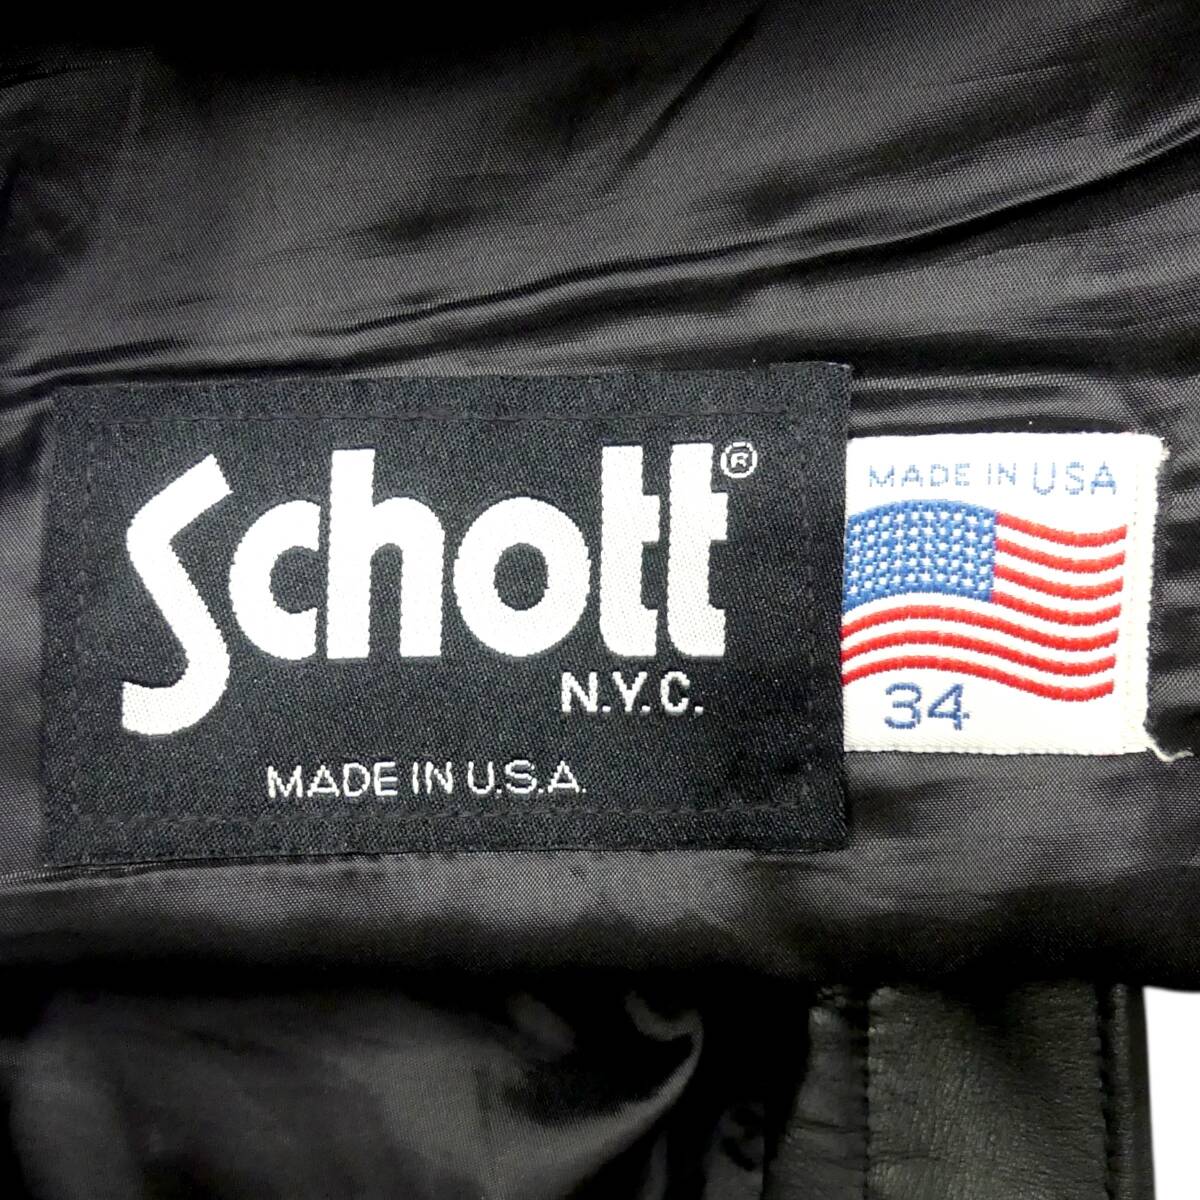 Schott®
N.Y.C.
MADE IN U.S.A.
MADE IN USA
34